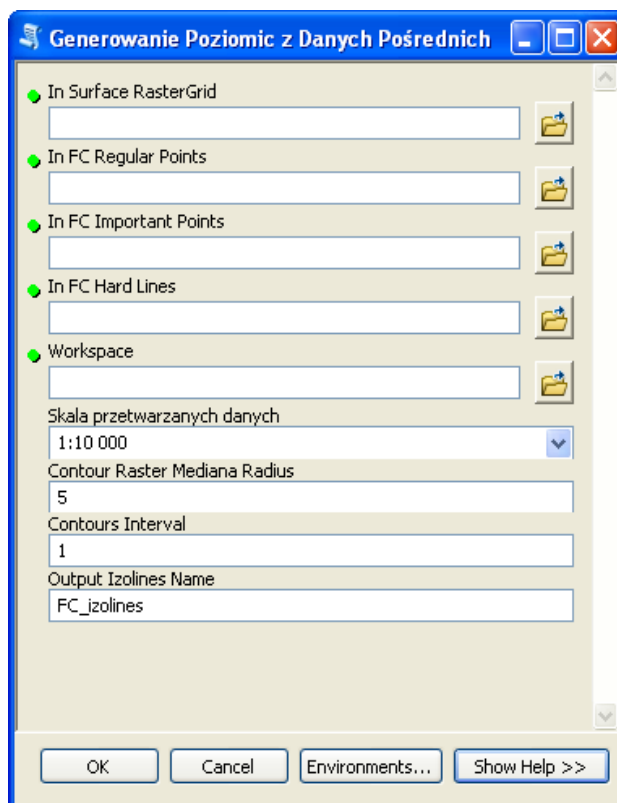 Generowanie Poziomic z Danych Pośrednich
In Surface RasterGrid
In FC Regular Points
In FC Important Points
In FC Hard Lines
Workspace
Skala przetwarzanych danych
1:10 000
Contour Raster Mediana Radius
5
Contours Interval
1
Output Izolines Name
FC_izolines
OK Cancel Environments... Show Help >>